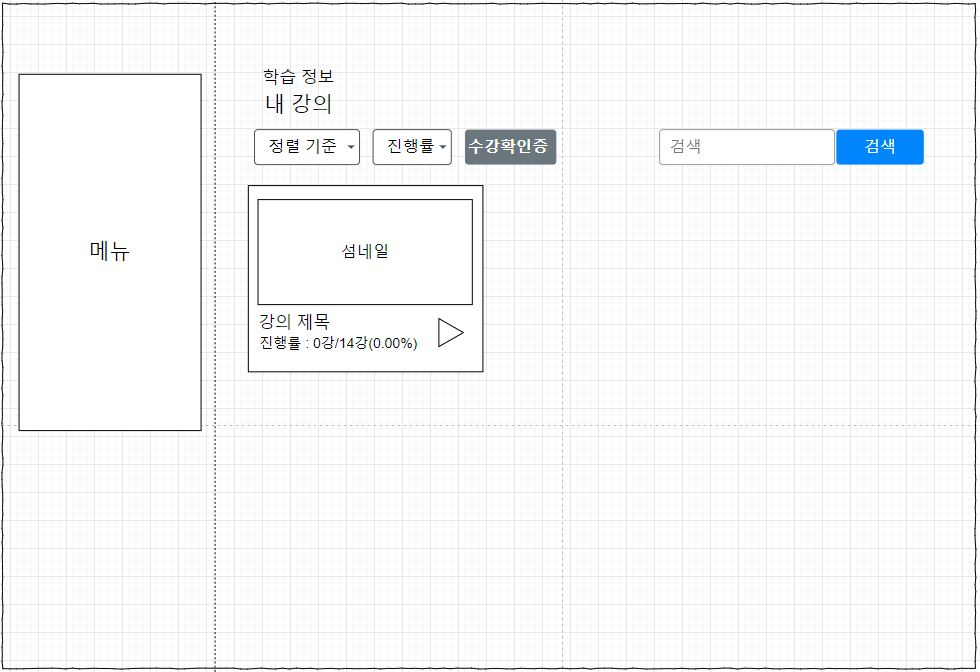 학습 정보
내 강의
정렬 기준
진행률
수강확인증
검색
검색
메뉴
섬네일
강의 제목
진행률 : 0강/14강(0.00%)